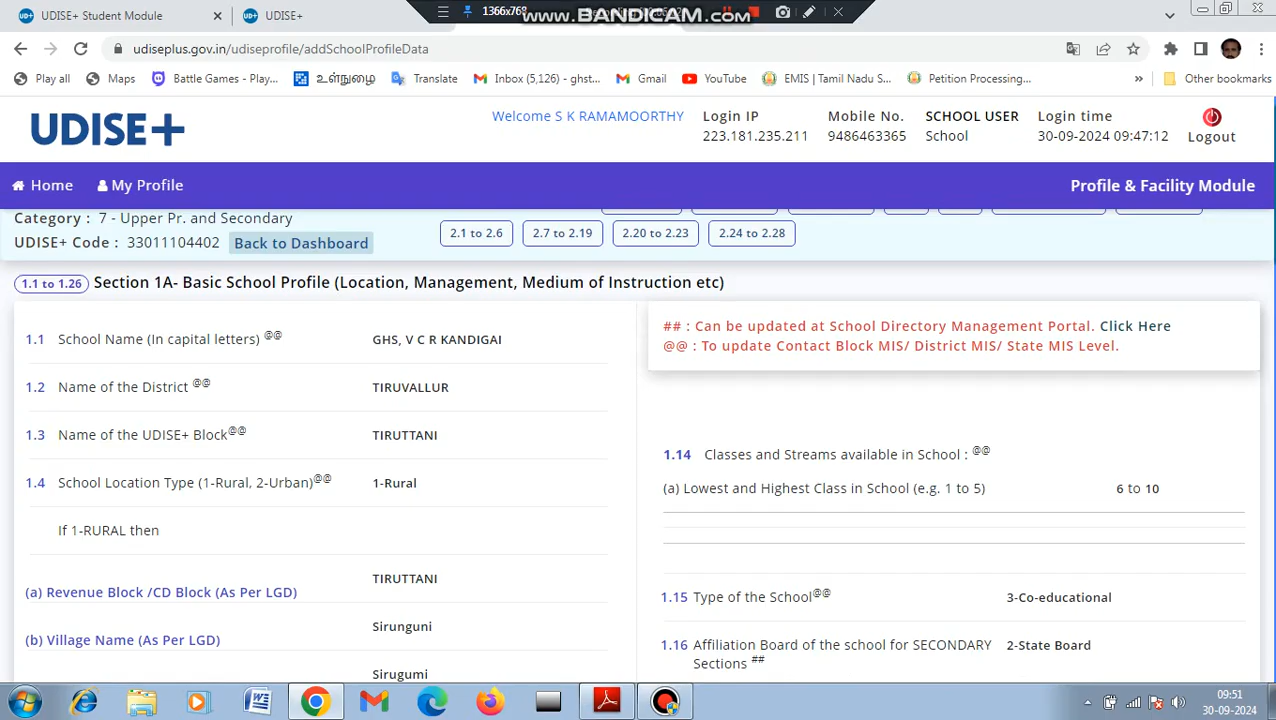 UDISE+ Student Module
UDISE+
1366x768
www.BANDICAM.com
udiseplus.gov.in/udiseprofile/addSchoolProfileData
Play all
Maps
Battle Games - Play...
உள்நுழை
Translate
Inbox (5,126) - ghst...
Gmail
YouTube
EMIS | Tamil Nadu S...
Petition Processing...
»
Other bookmarks
UDISE+
Welcome S K RAMAMOORTHY
Login IP
223.181.235.211
Mobile No.
9486463365
SCHOOL USER
School
Login time
30-09-2024 09:47:12
Logout
Home
My Profile
Profile & Facility Module
Category : 7 - Upper Pr. and Secondary
UDISE+ Code : 33011104402 Back to Dashboard
2.1 to 2.6
2.7 to 2.19
2.20 to 2.23
2.24 to 2.28
1.1 to 1.26 Section 1A- Basic School Profile (Location, Management, Medium of Instruction etc)
1.1 School Name (In capital letters) @@ GHS, V C R KANDIGAI
1.2 Name of the District @@ TIRUVALLUR
1.3 Name of the UDISE+ Block@@ TIRUTTANI
1.4 School Location Type (1-Rural, 2-Urban)@@ 1-Rural
If 1-RURAL then
(a) Revenue Block /CD Block (As Per LGD) TIRUTTANI
(b) Village Name (As Per LGD) Sirunguni
Sirugumi
## : Can be updated at School Directory Management Portal. Click Here
@@ : To update Contact Block MIS/ District MIS/ State MIS Level.
1.14 Classes and Streams available in School : @@
(a) Lowest and Highest Class in School (e.g. 1 to 5) 6 to 10
1.15 Type of the School@@ 3-Co-educational
1.16 Affiliation Board of the school for SECONDARY 2-State Board
Sections ##
09:51
30-09-2024